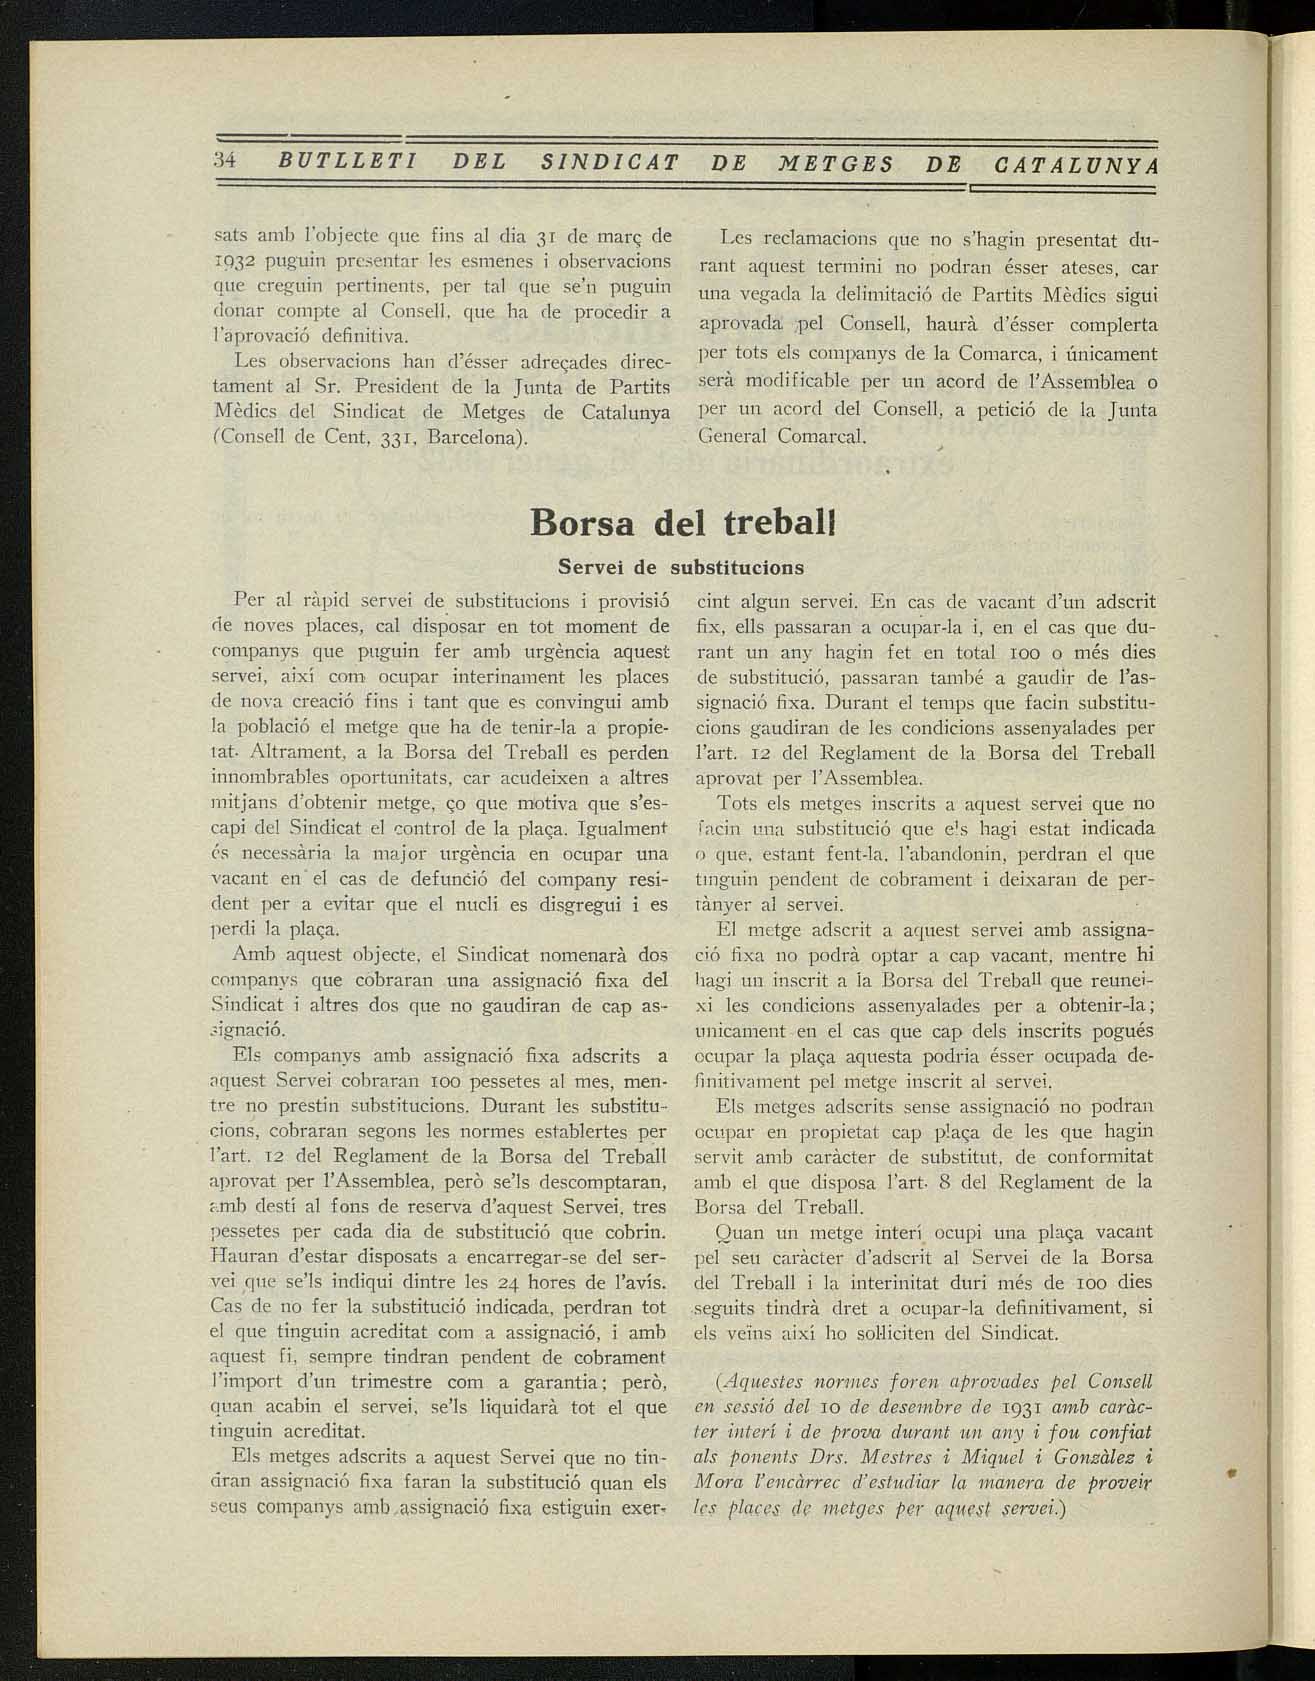 34 BUTLLETI DEL SINDICAT DE METGES DE CATALUNYA
sats amb l'objecte que fins al dia 31 de març de
1932 puguin presentar les esmenes i observacions
que creguin pertinents, per tal que se'n puguin
donar compte al Consell, que ha de procedir a
l'aprovació definitiva.
Les observacions han d'ésser adreçades direc-
tament al Sr. President de la Junta de Partits
Mèdics del Sindicat de Metges de Catalunya
(Consell de Cent, 331, Barcelona).
Les reclamacions que no s'hagin presentat du-
rant aquest termini no podran ésser ateses, car
una vegada la delimitació de Partits Mèdics sigui
aprovada pel Consell, haurà d'ésser complerta
per tots els companys de la Comarca, i únicament
serà modificable per un acord de l'Assemblea o
per un acord del Consell, a petició de la Junta
General Comarcal.
Borsa del treball
Servei de substitucions
Per al ràpid servei de substitucions i provisió
de noves places, cal disposar en tot moment de
companys que puguin fer amb urgència aquest
servei, així com ocupar interinament les places
de nova creació fins i tant que es convingui amb
la població el metge que ha de tenir-la a propie-
tat. Altrament, a la Borsa del Treball es perden
innombrables oportunitats, car acudeixen a altres
mitjans d'obtenir metge, ço que motiva que s'es-
capi del Sindicat el control de la plaça. Igualment
és necessària la major urgència en ocupar una
vacant en el cas de defunció del company resi-
dent per a evitar que el nucli es disgregui i es
perdi la plaça.
Amb aquest objecte, el Sindicat nomenarà dos
companys que cobraran una assignació fixa del
Sindicat i altres dos que no gaudiran de cap as-
signació.
Els companys amb assignació fixa adscrits a
aquest Servei cobraran 100 pessetes al mes, men-
tre no prestin substitucions. Durant les substitu-
cions, cobraran segons les normes establertes per
l'art. 12 del Reglament de la Borsa del Treball
aprovat per l'Assemblea, però se'ls descomptaran,
amb destí al fons de reserva d'aquest Servei, tres
pessetes per cada dia de substitució que cobrin.
Hauran d'estar disposats a encarregar-se del ser-
vei que se'ls indiqui dintre les 24 hores de l'avís.
Cas de no fer la substitució indicada, perdran tot
el que tinguin acreditat com a assignació, i amb
aquest fi, sempre tindran pendent de cobrament
l'import d'un trimestre com a garantia; però,
quan acabin el servei, se'ls liquidarà tot el que
tinguin acreditat.
Els metges adscrits a aquest Servei que no tin-
dran assignació fixa faran la substitució quan els
seus companys amb assignació fixa estiguin exer-
cint algun servei. En cas de vacant d'un adscrit
fix, ells passaran a ocupar-la i, en el cas que du-
rant un any hagin fet en total 100 o més dies
de substitució, passaran també a gaudir de l'as-
signació fixa. Durant el temps que facin substitu-
cions gaudiran de les condicions assenyalades per
l'art. 12 del Reglament de la Borsa del Treball
aprovat per l'Assemblea.
Tots els metges inscrits a aquest servei que no
facin una substitució que els hagi estat indicada
o que, estant fent-la, l'abandonin, perdran el que
tinguin pendent de cobrament i deixaran de per-
tànyer al servei.
El metge adscrit a aquest servei amb assigna-
ció fixa no podrà optar a cap vacant, mentre hi
hagi un inscrit a la Borsa del Treball que reunei-
xi les condicions assenyalades per a obtenir-la;
unicament en el cas que cap dels inscrits pogués
ocupar la plaça aquesta podria ésser ocupada de-
finitivament pel metge inscrit al servei.
Els metges adscrits sense assignació no podran
ocupar en propietat cap plaça de les que hagin
servit amb caràcter de substitut, de conformitat
amb el que disposa l'art. 8 del Reglament de la
Borsa del Treball.
Quan un metge interí ocupi una plaça vacant
pel seu caràcter d'adscrit al Servei de la Borsa
del Treball i la interinitat duri més de 100 dies
seguits tindrà dret a ocupar-la definitivament, si
els veïns així ho sol·liciten del Sindicat.
(Aquestes normes foren aprovades pel Consell
en sessió del 10 de desembre de 1931 amb caràc-
ter interí i de prova durant un any i fou confiat
als ponents Drs. Mestres i Miquel i Gonzàlez i
Mora l'encàrrec d'estudiar la manera de proveir
les places de metges per aquest servei.)